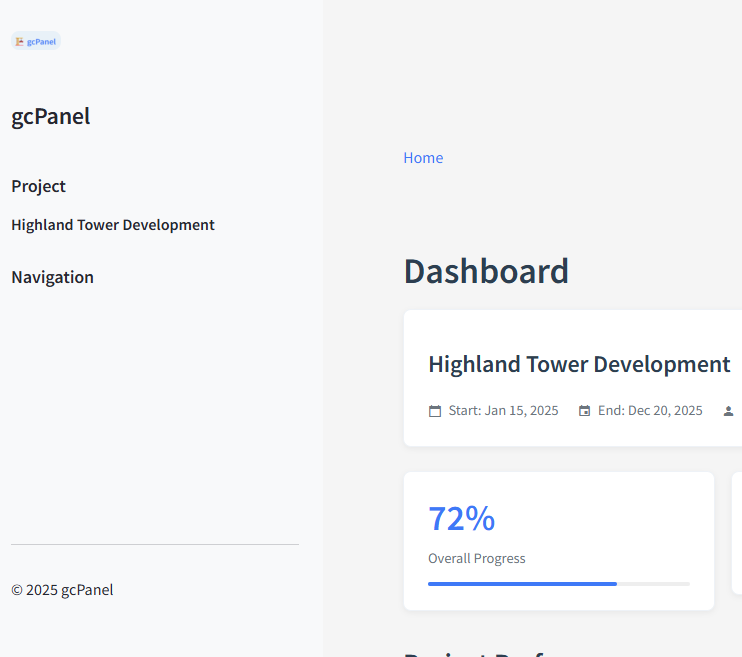 gcPanel
gcPanel
Project
Highland Tower Development
Navigation
© 2025 gcPanel
Home
Dashboard
Highland Tower Development
Start: Jan 15, 2025 End: Dec 20, 2025
72%
Overall Progress